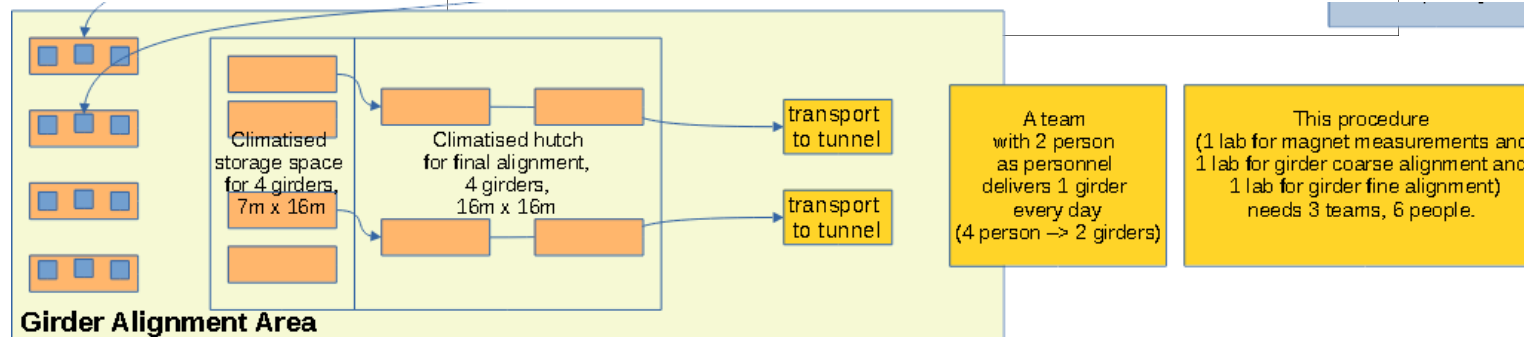 Climatised
storage space
for 4 girders,
7m x 16m
Climatised hutch
for final alignment,
4 girders,
16m x 16m
transport
to tunnel
transport
to tunnel
A team
with 2 person
as personnel
delivers 1 girder
every day
(4 person –> 2 girders)
This procedure
(1 lab for magnet measurements and
1 lab for girder coarse alignment and
1 lab for girder fine alignment)
needs 3 teams, 6 people.
Girder Alignment Area